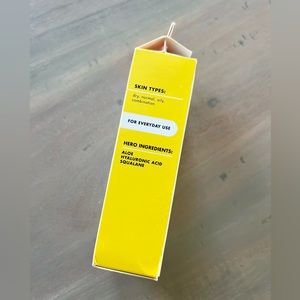 SKIN TYPES:
dry, normal, oily,
combination
FOR EVERYDAY USE
HERO INGREDIENTS:
ALOE
HYALURONIC ACID
SQUALANE